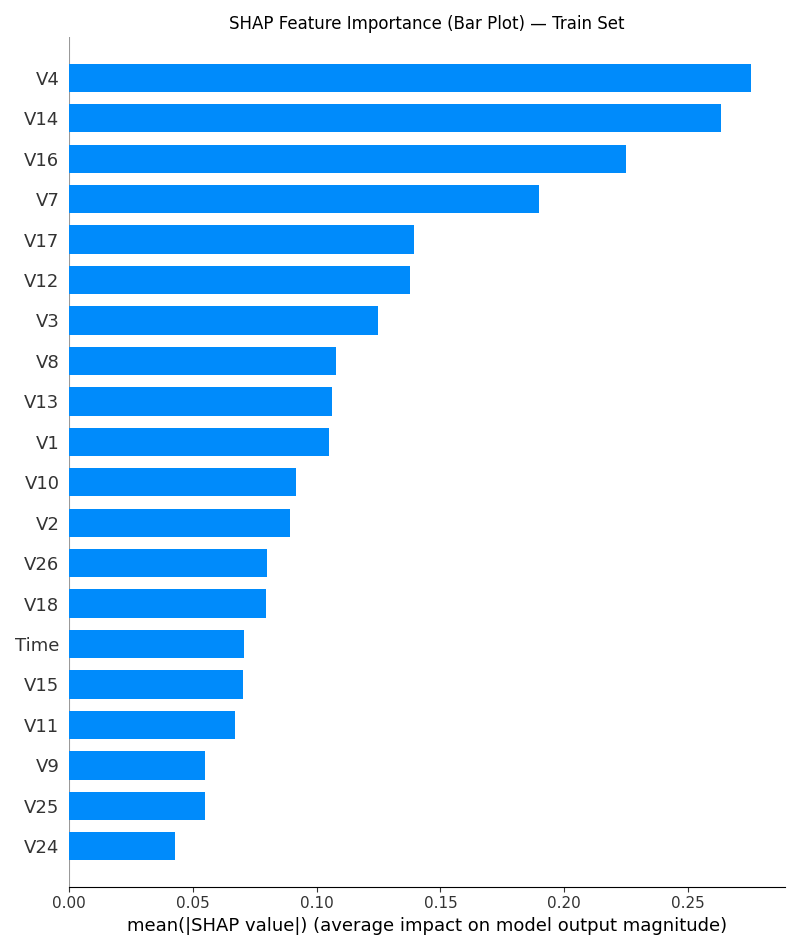 SHAP Feature Importance (Bar Plot) — Train Set
V4
V14
V16
V7
V17
V12
V3
V8
V13
V1
V10
V2
V26
V18
Time
V15
V11
V9
V25
V24
0.00 0.05 0.10 0.15 0.20 0.25
mean(|SHAP value|) (average impact on model output magnitude)